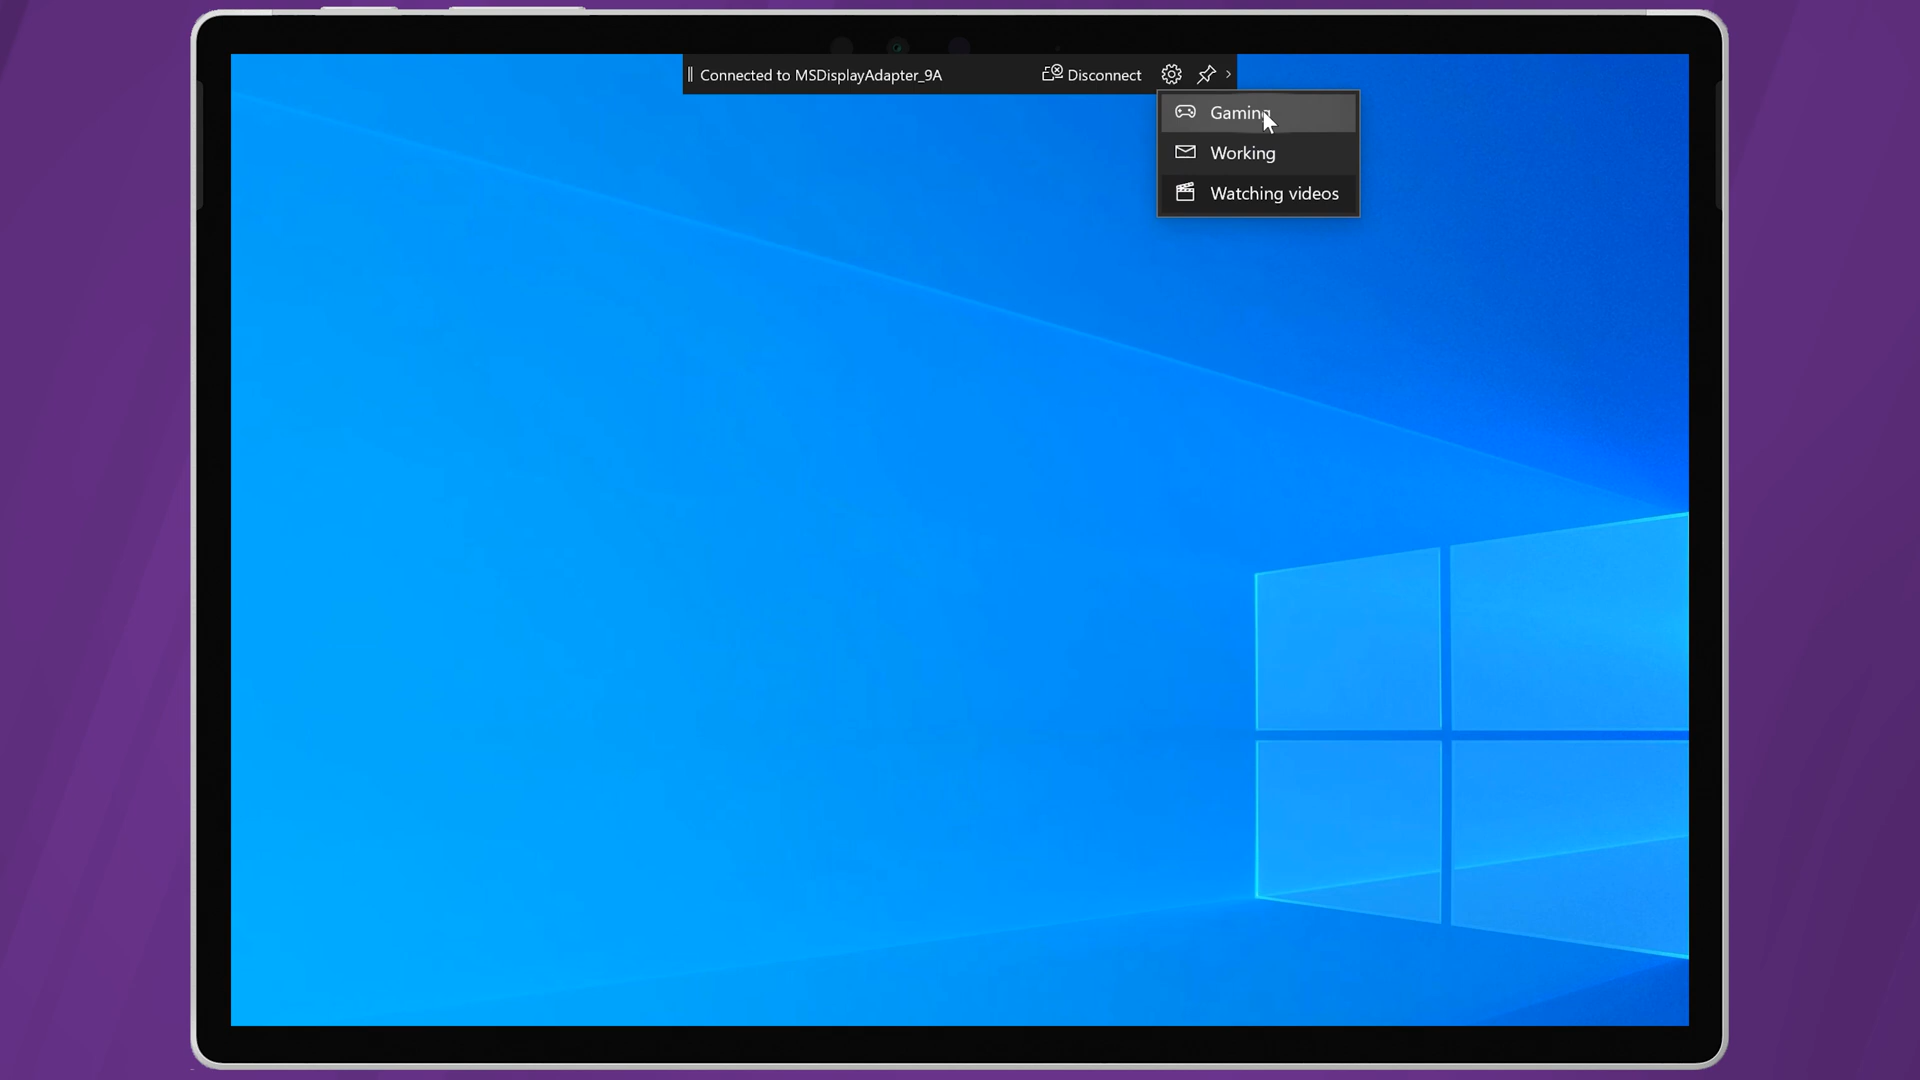 Connected to MSDisplayAdapter_9A Disconnect
Gaming
Working
Watching videos